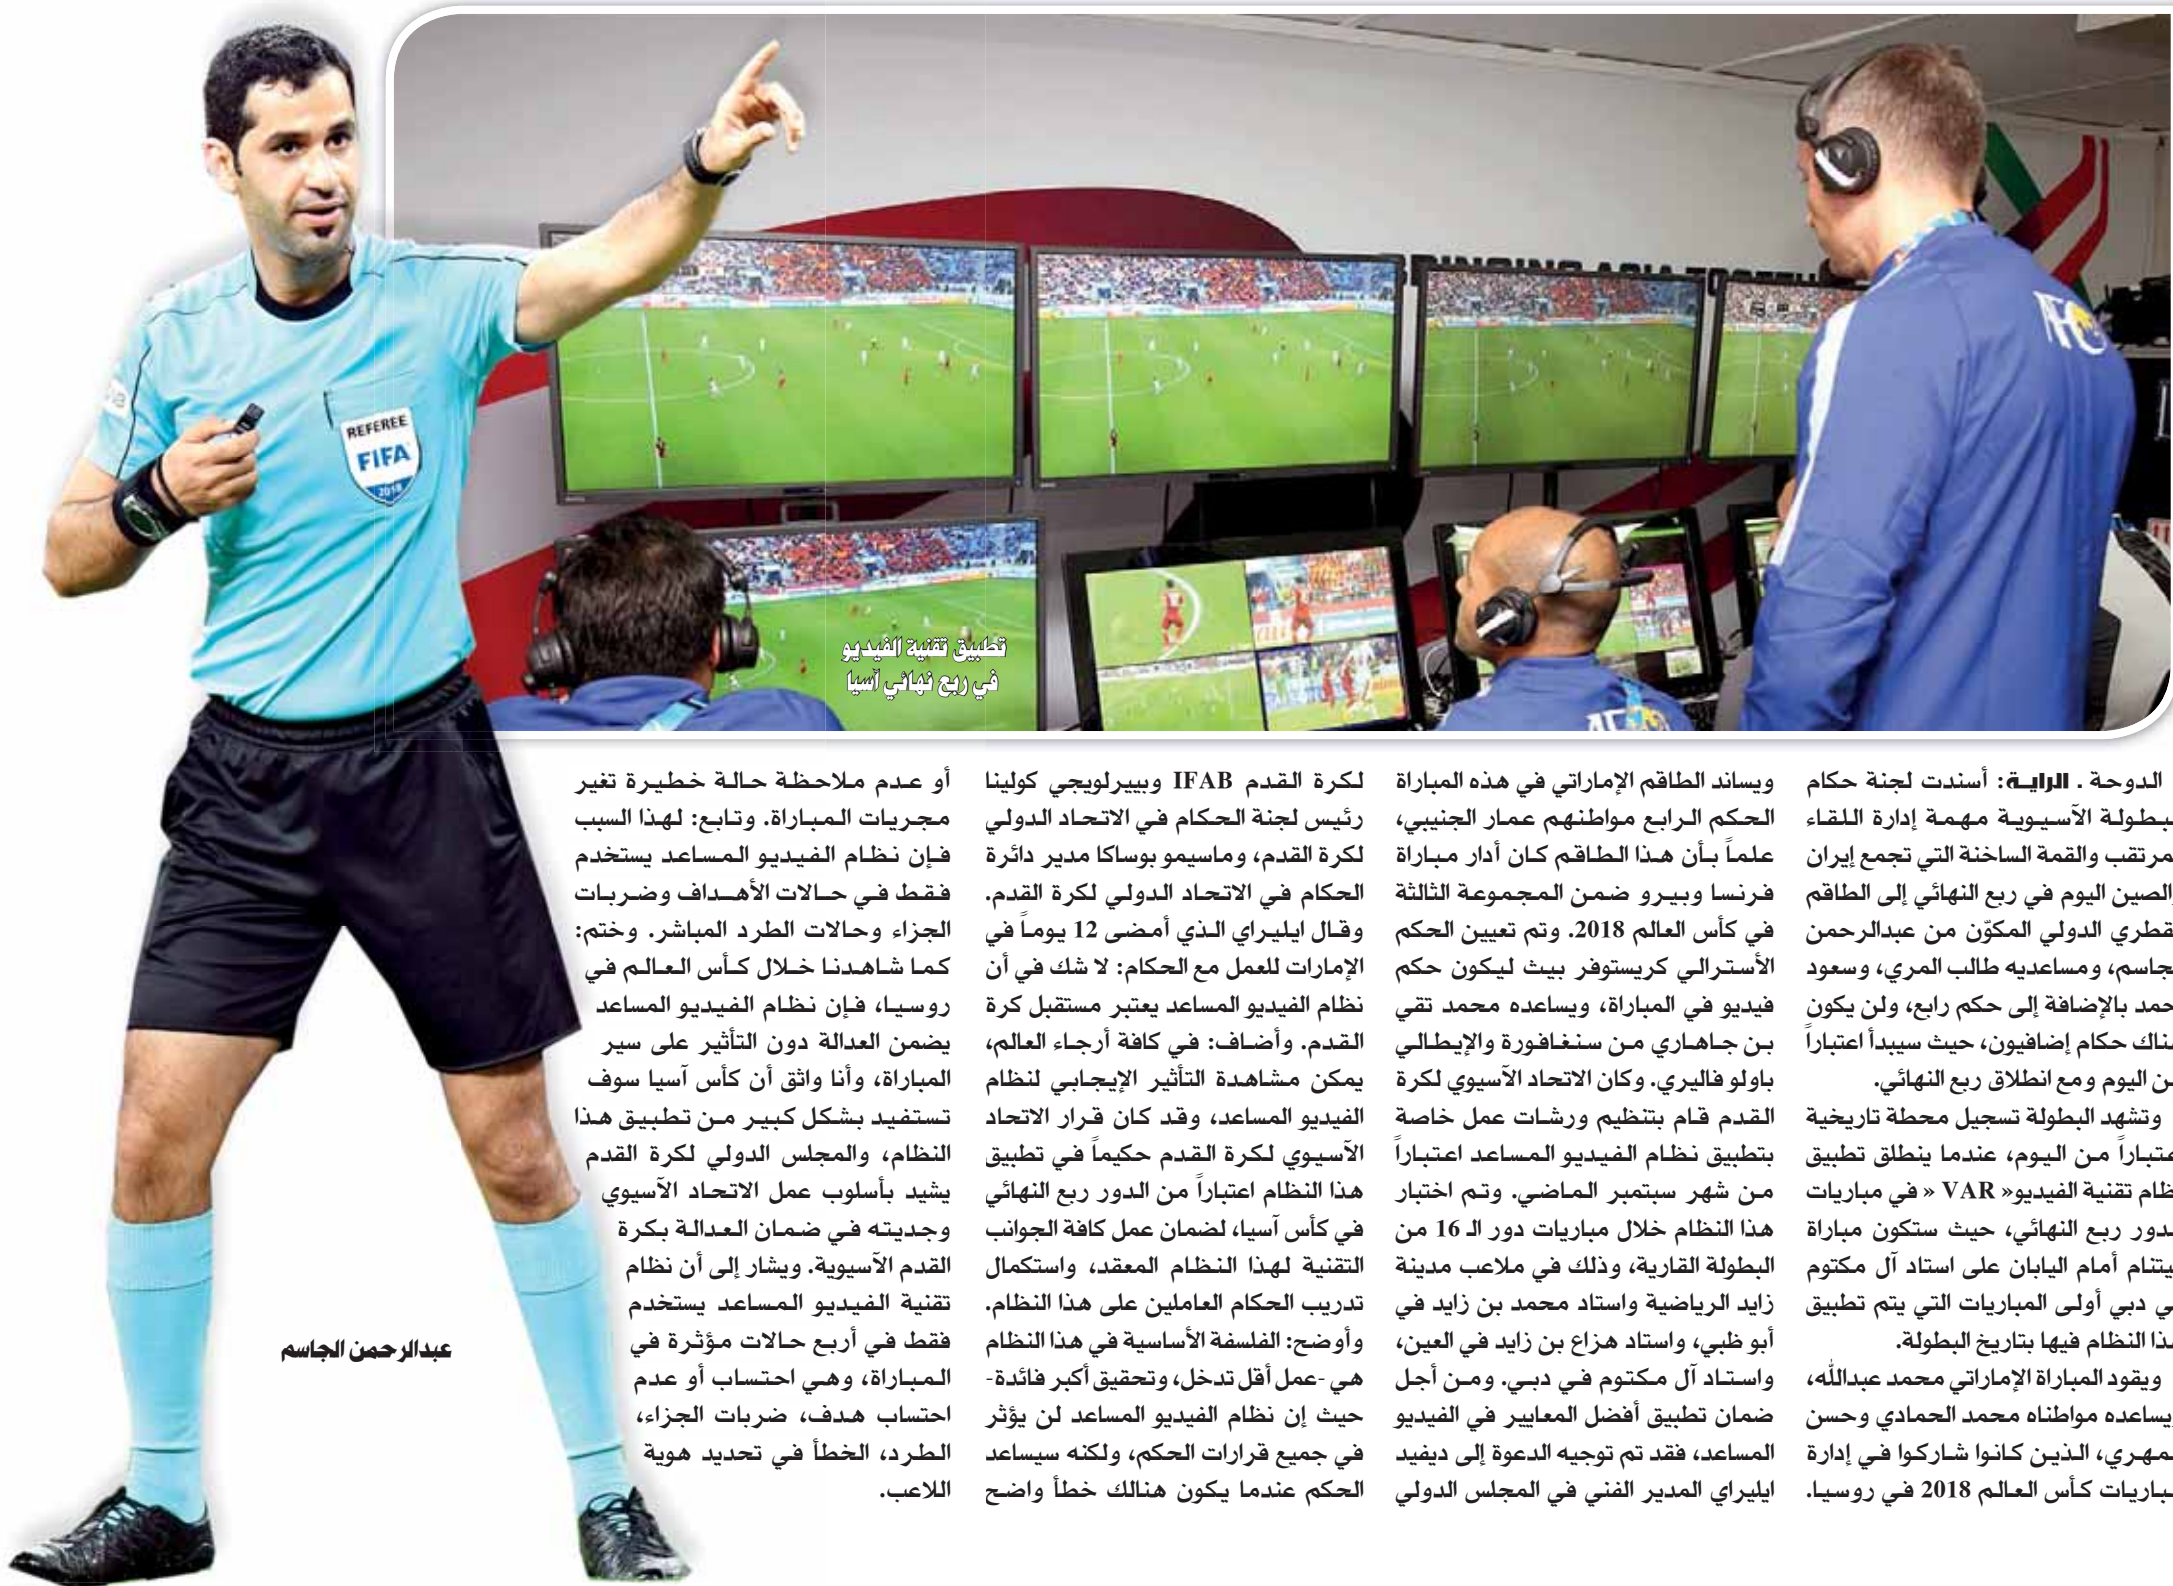 REFEREE
FIFA
2018
AFC
تطبيق تقنية الفيديو
في ربع نهائي آسيا
عبدالرحمن الجاسم
الدوحة . الراية: أسندت لجنة حكام
بطولة الآسيوية مهمة إدارة اللقاء
مرتقب والقمة الساخنة التي تجمع إيران
الصين اليوم في ربع النهائي إلى الطاقم
قطري الدولي المكوّن من عبدالرحمن
جاسم، ومساعديه طالب المري، وسعود
حمد بالإضافة إلى حكم رابع، ولن يكون
ناك حكام إضافيون، حيث سيبدأ اعتباراً
ن اليوم ومع انطلاق ربع النهائي.
وتشهد البطولة تسجيل محطة تاريخية
عتباراً من اليوم، عندما ينطلق تطبيق
ظام تقنية الفيديو« VAR » في مباريات
دور ربع النهائي، حيث ستكون مباراة
يتنام أمام اليابان على استاد آل مكتوم
ي دبي أولى المباريات التي يتم تطبيق
ذا النظام فيها بتاريخ البطولة.
ويقود المباراة الإماراتي محمد عبدالله،
يساعده مواطناه محمد الحمادي وحسن
مهري، الذين كانوا شاركوا في إدارة
باريات كأس العالم 2018 في روسيا.
ويساند الطاقم الإماراتي في هذه المباراة
الحكم الرابع مواطنهم عمار الجنيبي،
علماً بأن هذا الطاقم كان أدار مباراة
فرنسا وبيرو ضمن المجموعة الثالثة
في كأس العالم 2018. وتم تعيين الحكم
الأسترالي كريستوفر بيث ليكون حكم
فيديو في المباراة، ويساعده محمد تقي
بن جاهاري من سنغافورة والإيطالي
باولو فاليري. وكان الاتحاد الآسيوي لكرة
القدم قام بتنظيم ورشات عمل خاصة
بتطبيق نظام الفيديو المساعد اعتباراً
من شهر سبتمبر الماضي. وتم اختبار
هذا النظام خلال مباريات دور الـ 16 من
البطولة القارية، وذلك في ملاعب مدينة
زايد الرياضية واستاد محمد بن زايد في
أبو ظبي، واستاد هزاع بن زايد في العين،
واستاد آل مكتوم في دبي. ومن أجل
ضمان تطبيق أفضل المعايير في الفيديو
المساعد، فقد تم توجيه الدعوة إلى ديفيد
ايليراي المدير الفني في المجلس الدولي
لكرة القدم IFAB وبييرلويجي كولينا
رئيس لجنة الحكام في الاتحاد الدولي
لكرة القدم، وماسيمو بوساكا مدير دائرة
الحكام في الاتحاد الدولي لكرة القدم.
وقال ايليراي الذي أمضى 12 يوماً في
الإمارات للعمل مع الحكام: لا شك في أن
نظام الفيديو المساعد يعتبر مستقبل كرة
القدم. وأضاف: في كافة أرجاء العالم،
يمكن مشاهدة التأثير الإيجابي لنظام
الفيديو المساعد، وقد كان قرار الاتحاد
الآسيوي لكرة القدم حكيماً في تطبيق
هذا النظام اعتباراً من الدور ربع النهائي
في كأس آسيا، لضمان عمل كافة الجوانب
التقنية لهذا النظام المعقد، واستكمال
تدريب الحكام العاملين على هذا النظام.
وأوضح: الفلسفة الأساسية في هذا النظام
هي -عمل أقل تدخل، وتحقيق أكبر فائدة-
حيث إن نظام الفيديو المساعد لن يؤثر
في جميع قرارات الحكم، ولكنه سيساعد
الحكم عندما يكون هنالك خطأ واضح
أو عدم ملاحظة حالة خطيرة تغير
مجريات المباراة. وتابع: لهذا السبب
فإن نظام الفيديو المساعد يستخدم
فقط في حالات الأهداف وضربات
الجزاء وحالات الطرد المباشر. وختم:
كما شاهدنا خلال كأس العالم في
روسيا، فإن نظام الفيديو المساعد
يضمن العدالة دون التأثير على سير
المباراة، وأنا واثق أن كأس آسيا سوف
تستفيد بشكل كبير من تطبيق هذا
النظام، والمجلس الدولي لكرة القدم
يشيد بأسلوب عمل الاتحاد الآسيوي
وجديته في ضمان العدالة بكرة
القدم الآسيوية. ويشار إلى أن نظام
تقنية الفيديو المساعد يستخدم
فقط في أربع حالات مؤثرة في
المباراة، وهي احتساب أو عدم
احتساب هدف، ضربات الجزاء،
الطرد، الخطأ في تحديد هوية
اللاعب.